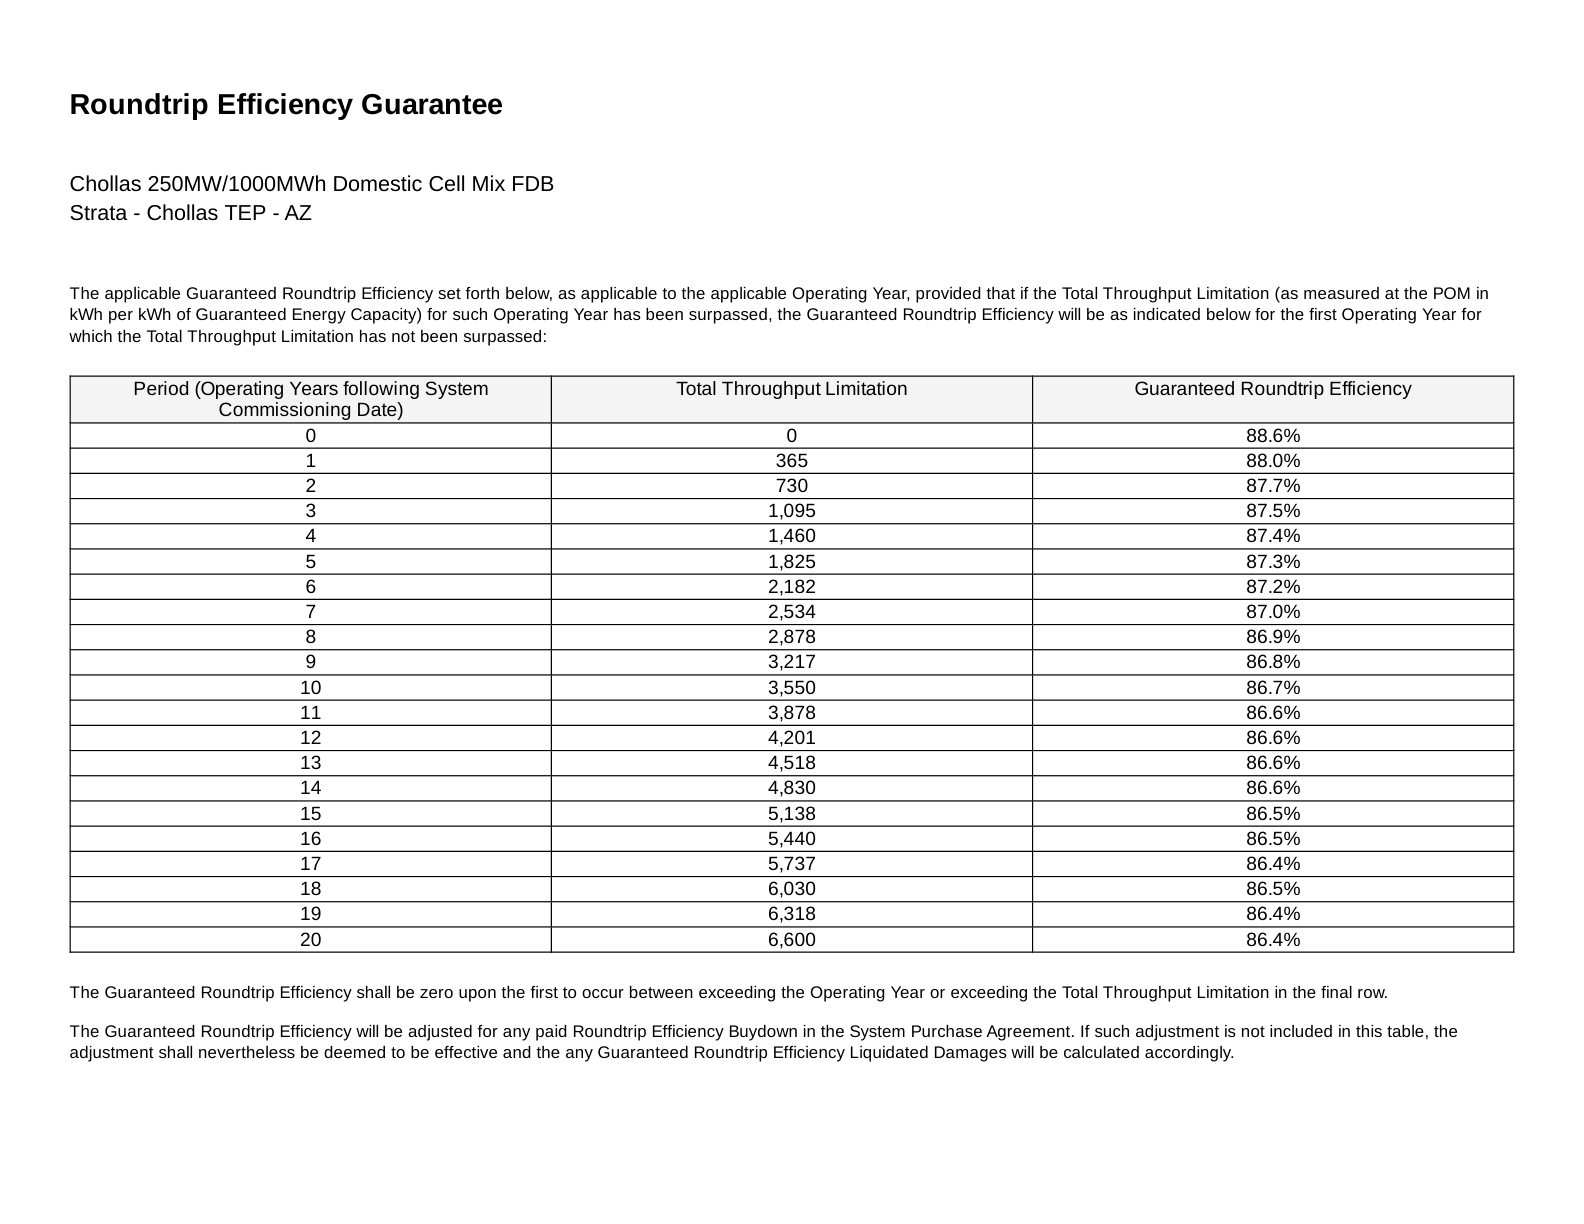 Roundtrip Efficiency Guarantee
Chollas 250MW/1000MWh Domestic Cell Mix FDB
Strata - Chollas TEP - AZ
The applicable Guaranteed Roundtrip Efficiency set forth below, as applicable to the applicable Operating Year, provided that if the Total Throughput Limitation (as measured at the POM in
kWh per kWh of Guaranteed Energy Capacity) for such Operating Year has been surpassed, the Guaranteed Roundtrip Efficiency will be as indicated below for the first Operating Year for
which the Total Throughput Limitation has not been surpassed:
Period (Operating Years following System Commissioning Date) Total Throughput Limitation Guaranteed Roundtrip Efficiency
0 0 88.6%
1 365 88.0%
2 730 87.7%
3 1,095 87.5%
4 1,460 87.4%
5 1,825 87.3%
6 2,182 87.2%
7 2,534 87.0%
8 2,878 86.9%
9 3,217 86.8%
10 3,550 86.7%
11 3,878 86.6%
12 4,201 86.6%
13 4,518 86.6%
14 4,830 86.6%
15 5,138 86.5%
16 5,440 86.5%
17 5,737 86.4%
18 6,030 86.5%
19 6,318 86.4%
20 6,600 86.4%
The Guaranteed Roundtrip Efficiency shall be zero upon the first to occur between exceeding the Operating Year or exceeding the Total Throughput Limitation in the final row.
The Guaranteed Roundtrip Efficiency will be adjusted for any paid Roundtrip Efficiency Buydown in the System Purchase Agreement. If such adjustment is not included in this table, the
adjustment shall nevertheless be deemed to be effective and the any Guaranteed Roundtrip Efficiency Liquidated Damages will be calculated accordingly.